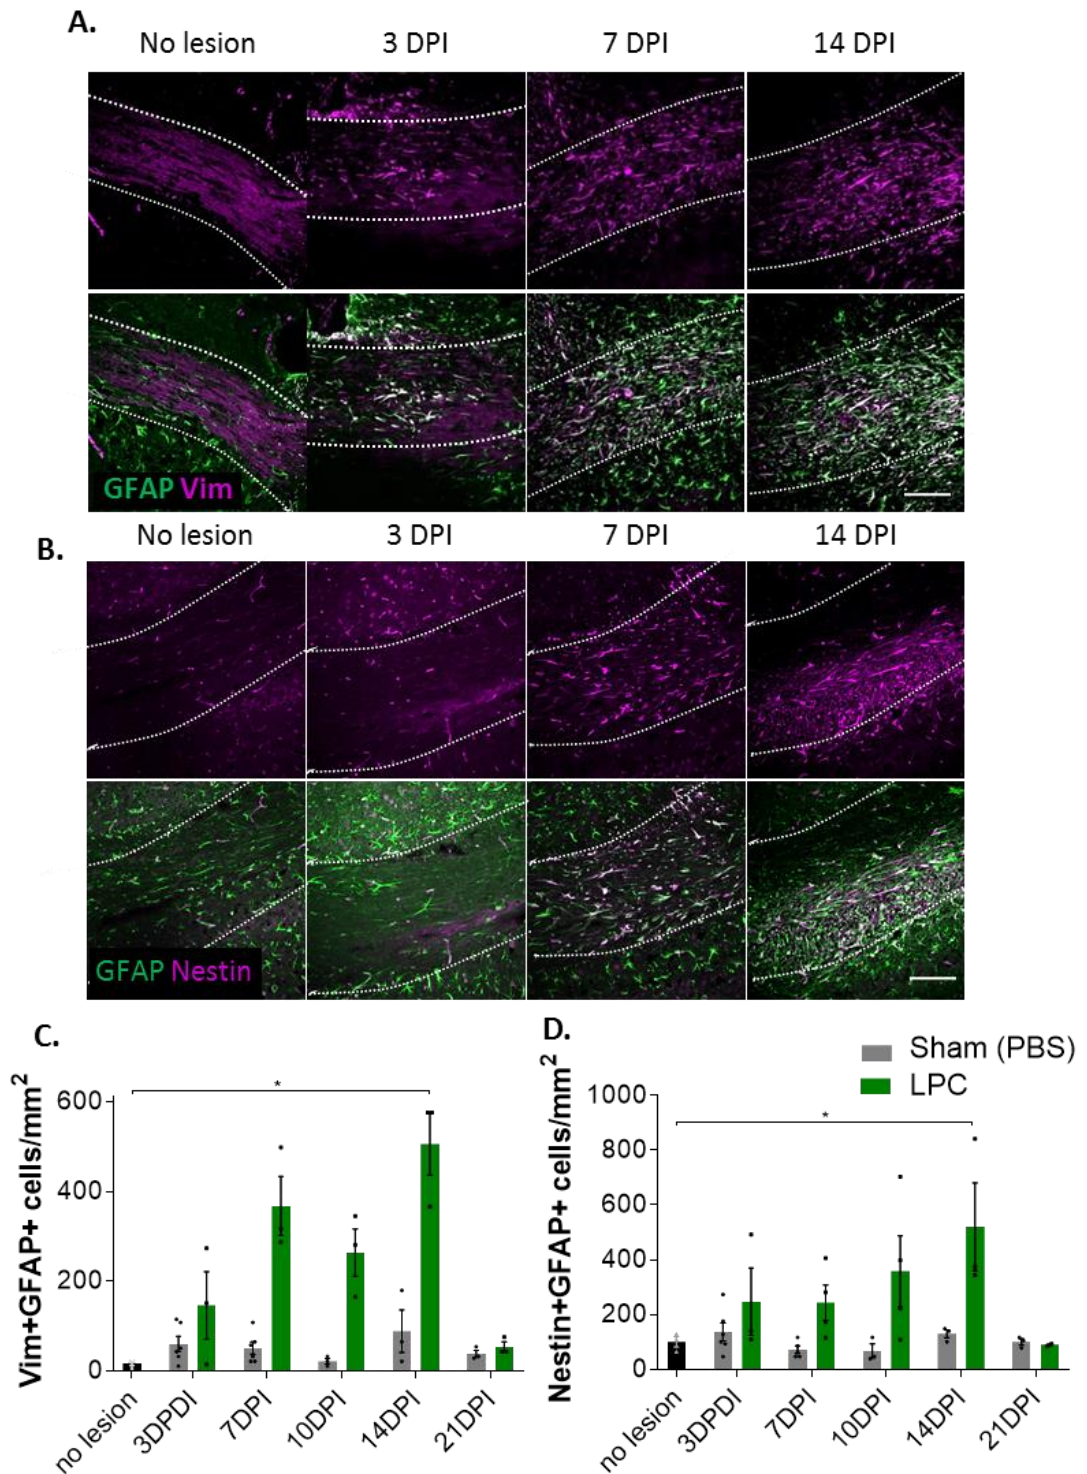 A.
No lesion 3 DPI 7 DPI 14 DPI
GFAP Vim
B.
No lesion 3 DPI 7 DPI 14 DPI
GFAP Nestin
C.
Vim+GFAP+ cells/mm²
600
400
200
0
*
no lesion
3DPDI
7DPI
10DPI
14DPI
21DPI
D.
Sham (PBS)
LPC
Nestin+GFAP+ cells/mm²
1000
800
600
400
200
0
*
no lesion
3DPDI
7DPI
10DPI
14DPI
21DPI